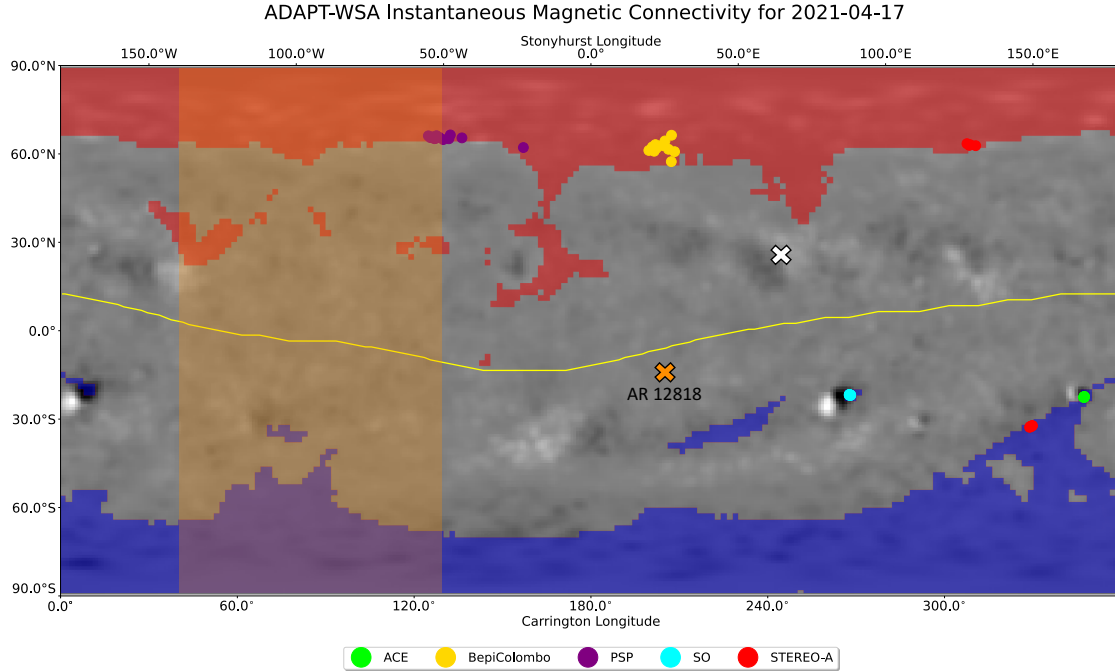 ADAPT-WSA Instantaneous Magnetic Connectivity for 2021-04-17
Stonyhurst Longitude
150.0°W 100.0°W 50.0°W 0.0° 50.0°E 100.0°E 150.0°E
90.0°N
60.0°N
30.0°N
0.0°
AR 12818
30.0°S
60.0°S
90.0°S
0.0° 60.0° 120.0° 180.0° 240.0° 300.0°
Carrington Longitude
ACE BepiColombo PSP SO STEREO-A